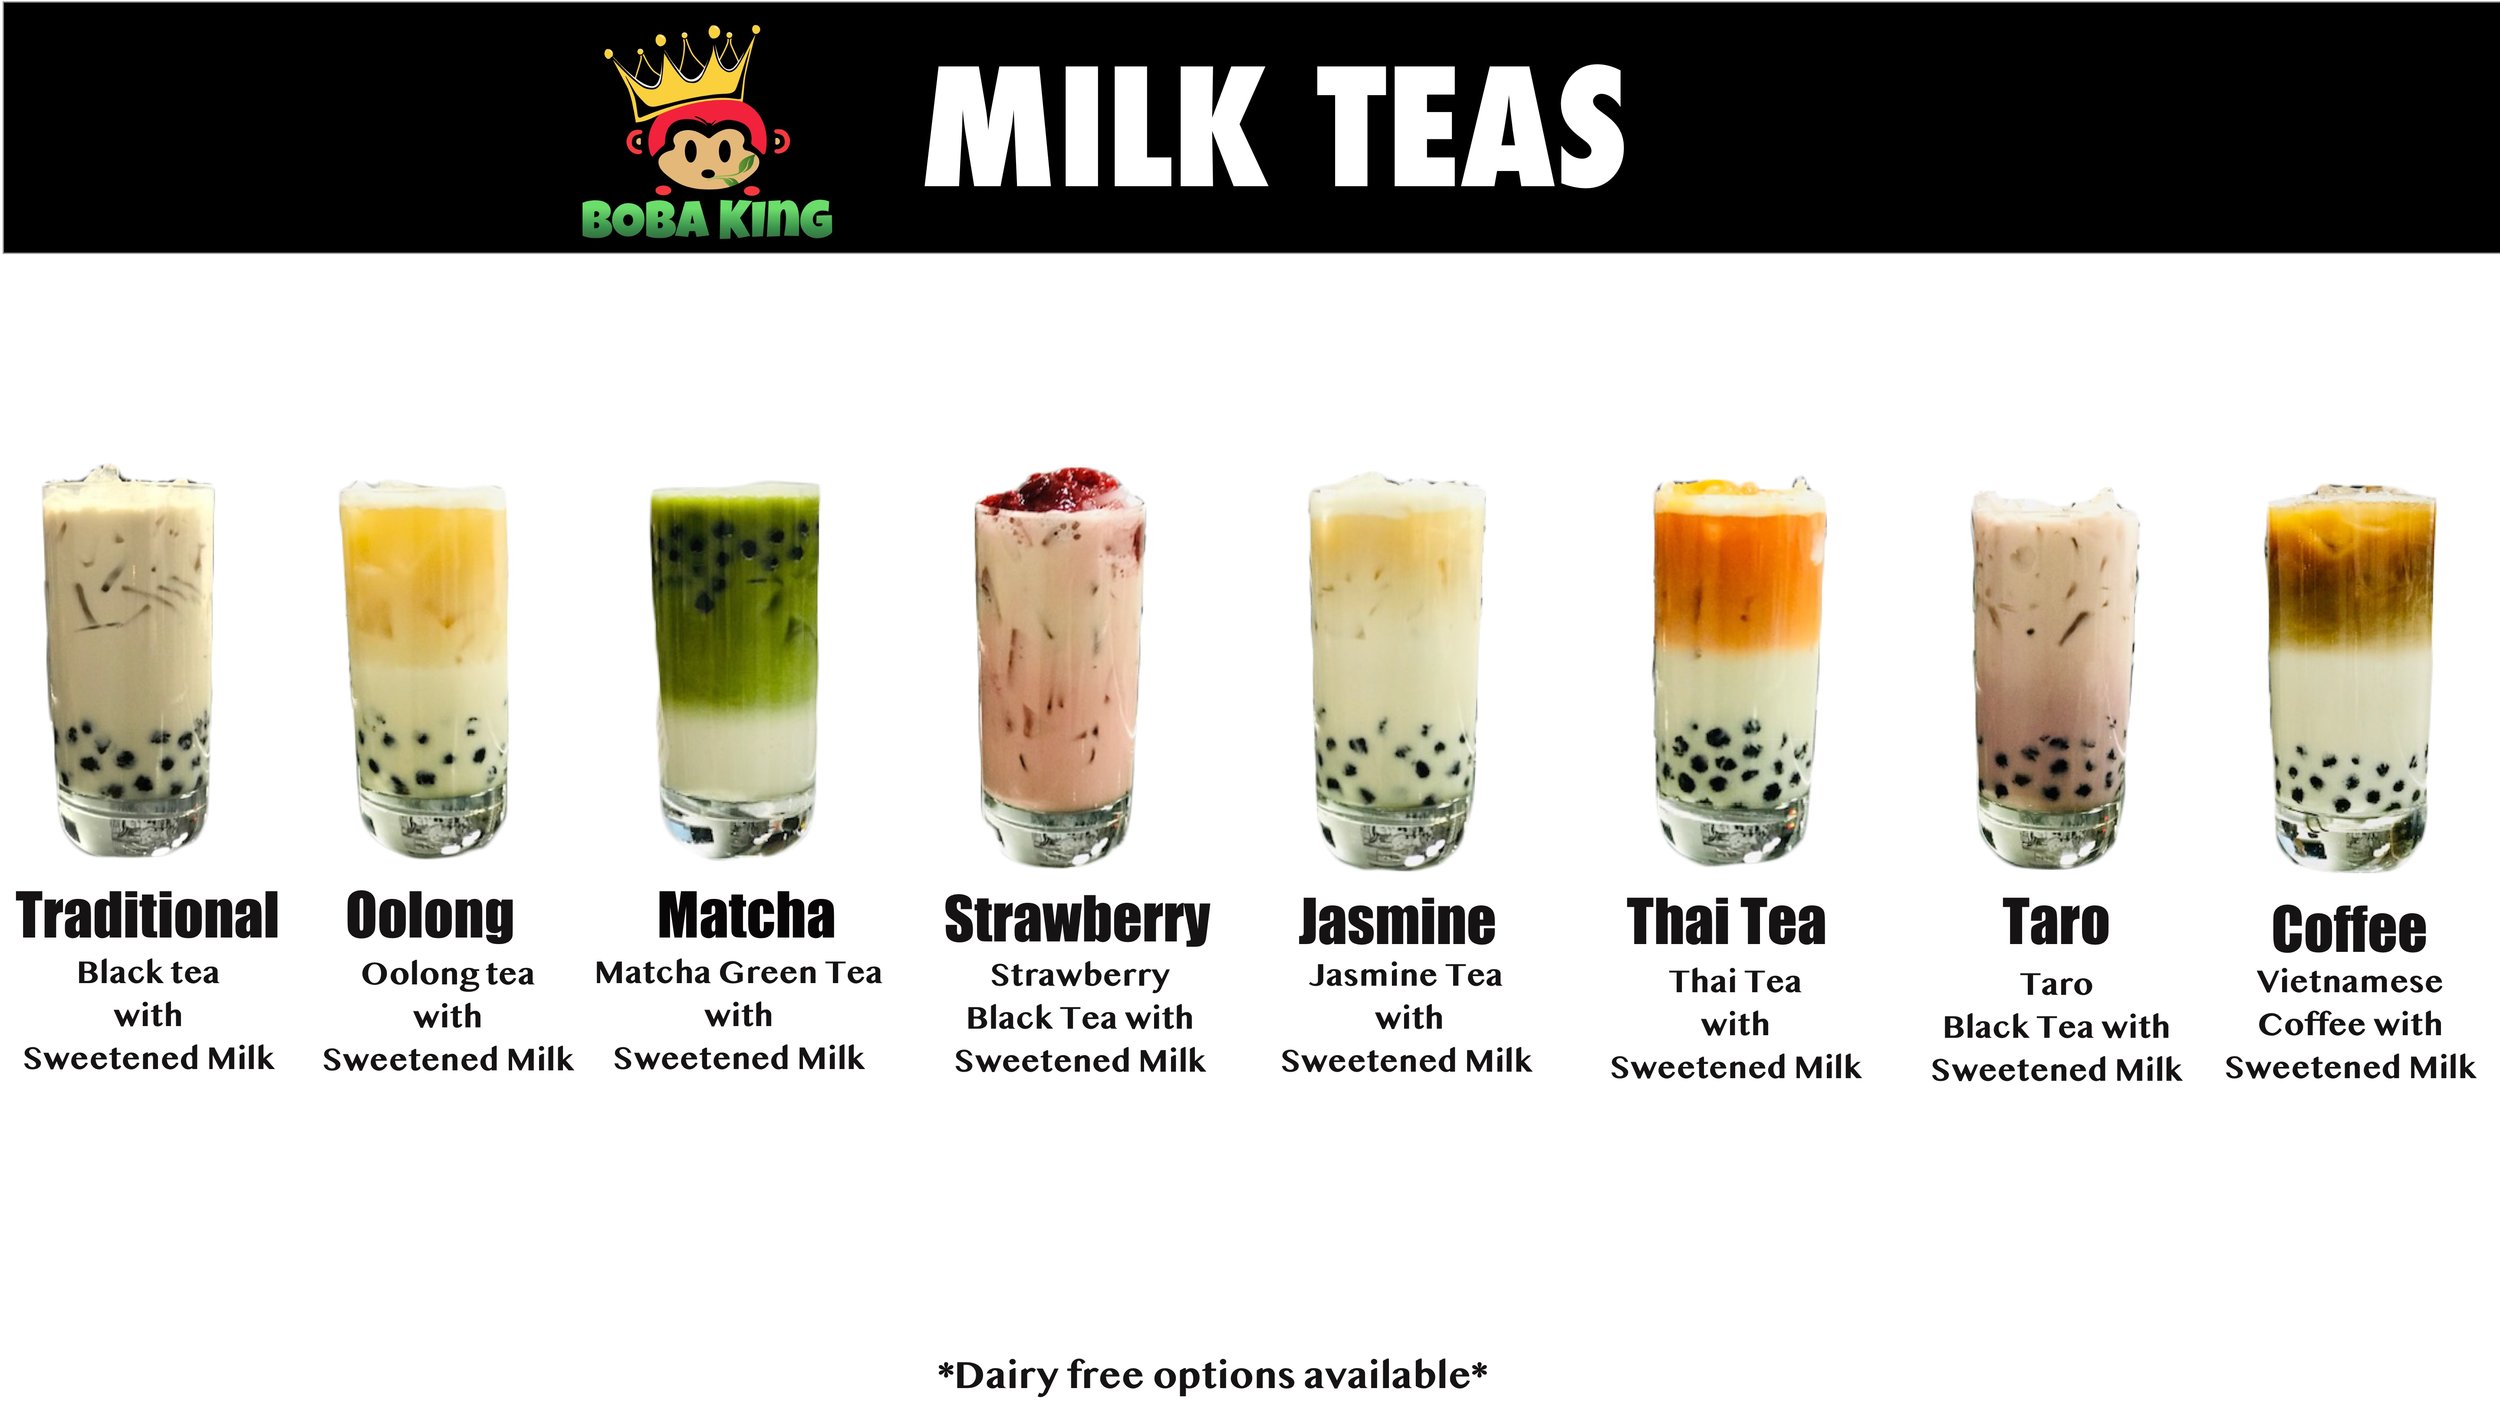 MILK TEAS
BOBA KING
Traditional
Black tea
with
Sweetened Milk
Oolong
Oolong tea
with
Sweetened Milk
Matcha
Matcha Green Tea
with
Sweetened Milk
Strawberry
Strawberry
Black Tea with
Sweetened Milk
Jasmine
Jasmine Tea
with
Sweetened Milk
Thai Tea
Thai Tea
with
Sweetened Milk
Taro
Taro
Black Tea with
Sweetened Milk
Coffee
Vietnamese
Coffee with
Sweetened Milk
*Dairy free options available*